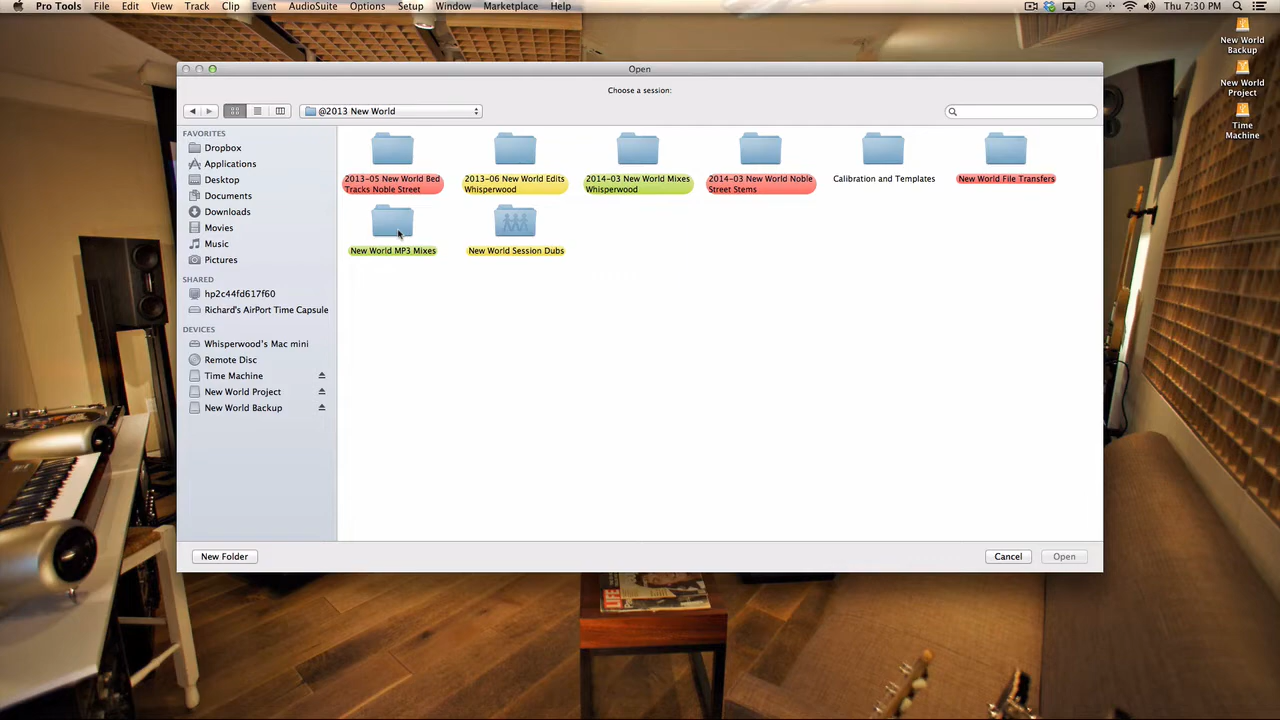 Pro Tools File Edit View Track Clip Event AudioSuite Options Setup Window Marketplace Help Thu 7:30 PM
New World
Backup
New World
Project
Time
Machine
Open
Choose a session:
@2013 New World
FAVORITES
Dropbox
Applications
Desktop
Documents
Downloads
Movies
Music
Pictures
SHARED
hp2c44fd617f60
Richard's AirPort Time Capsule
DEVICES
Whisperwood's Mac mini
Remote Disc
Time Machine
New World Project
New World Backup
2013-05 New World Bed
Tracks Noble Street
2013-06 New World Edits
Whisperwood
2014-03 New World Mixes
Whisperwood
2014-03 New World Noble
Street Stems
Calibration and Templates
New World File Transfers
New World MP3 Mixes
New World Session Dubs
New Folder
Cancel
Open
LIFE